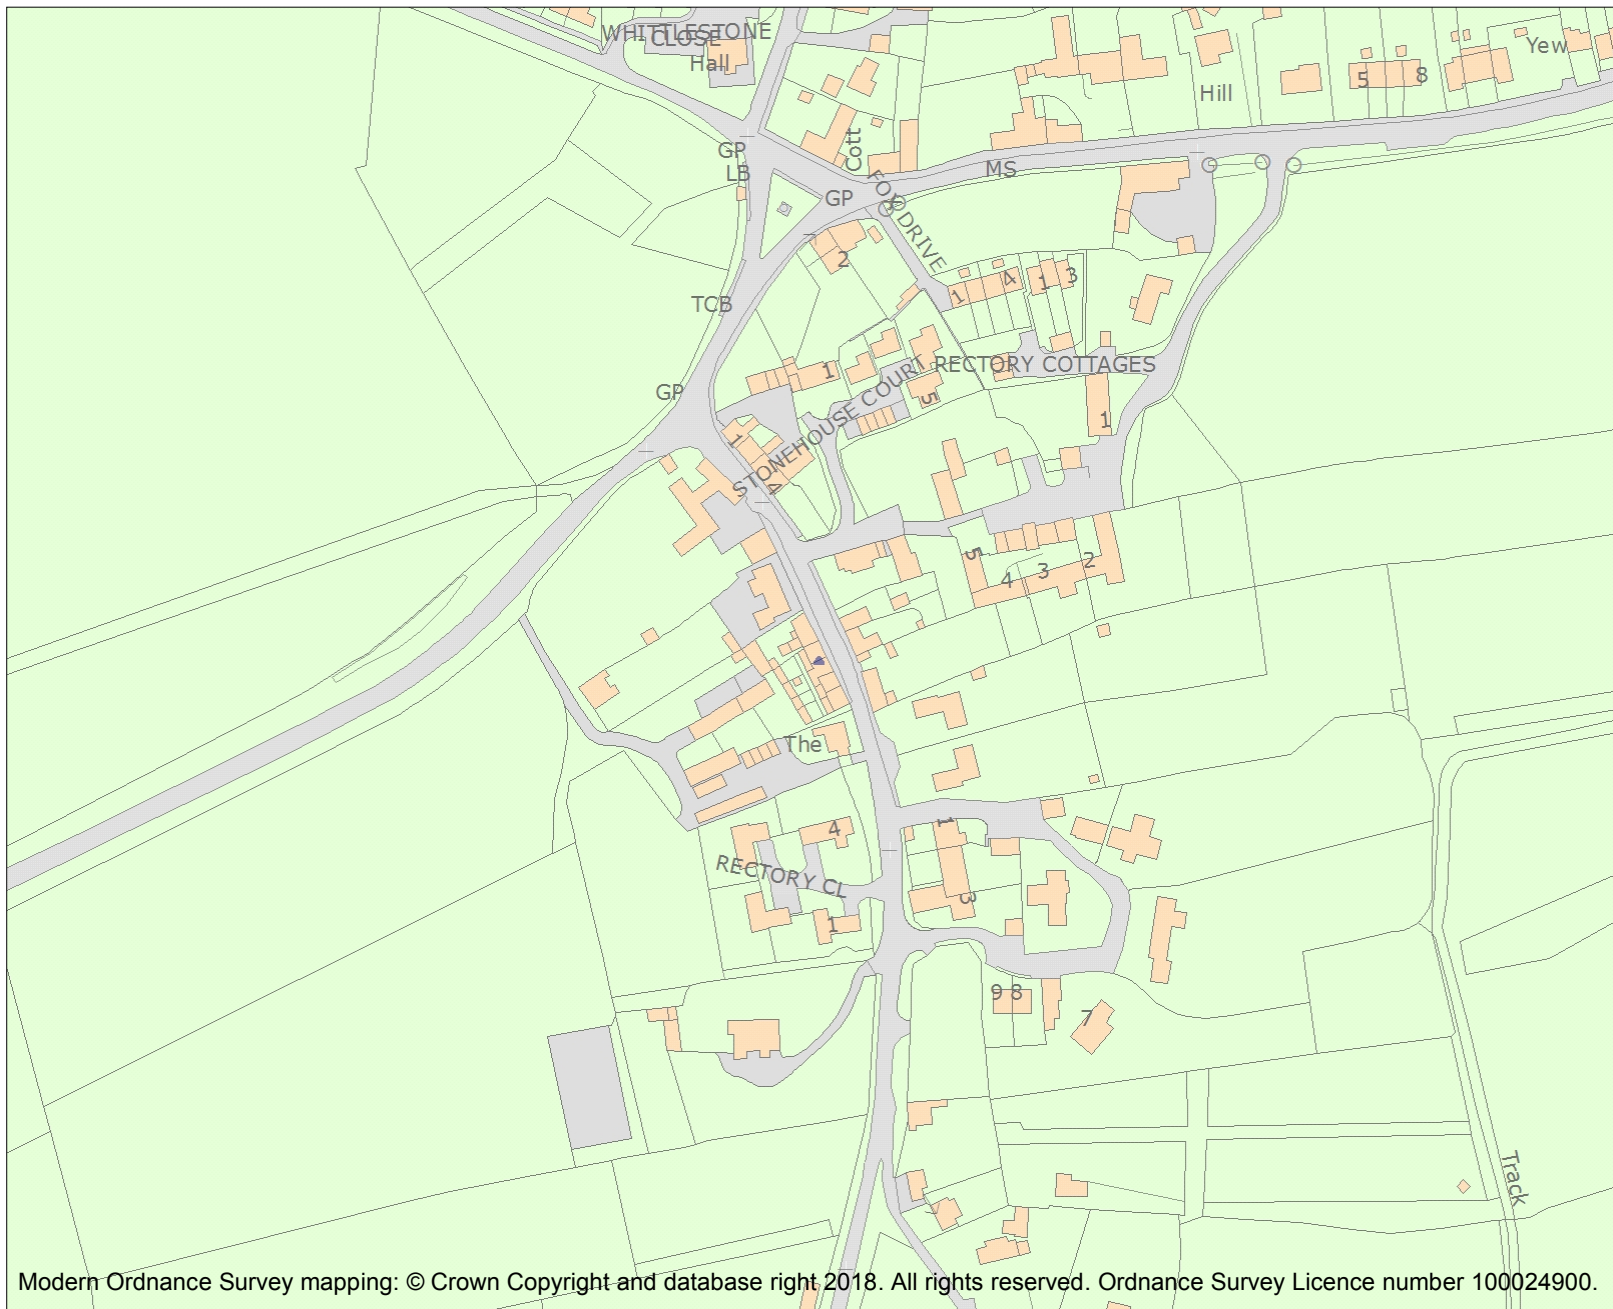 WHITTLESTONE
CLOSE
Hall
Yew
5
8
Hill
GP
LB
Cott
MS
GP
FOX DRIVE
2
TCB
1
4
1
3
GP
1
RECTORY COTTAGES
5
STONEHOUSE COURT
1
4
1
5
4
3
2
The
4
1
RECTORY CL
3
1
9 8
7
Track
Modern Ordnance Survey mapping: © Crown Copyright and database right 2018. All rights reserved. Ordnance Survey Licence number 100024900.